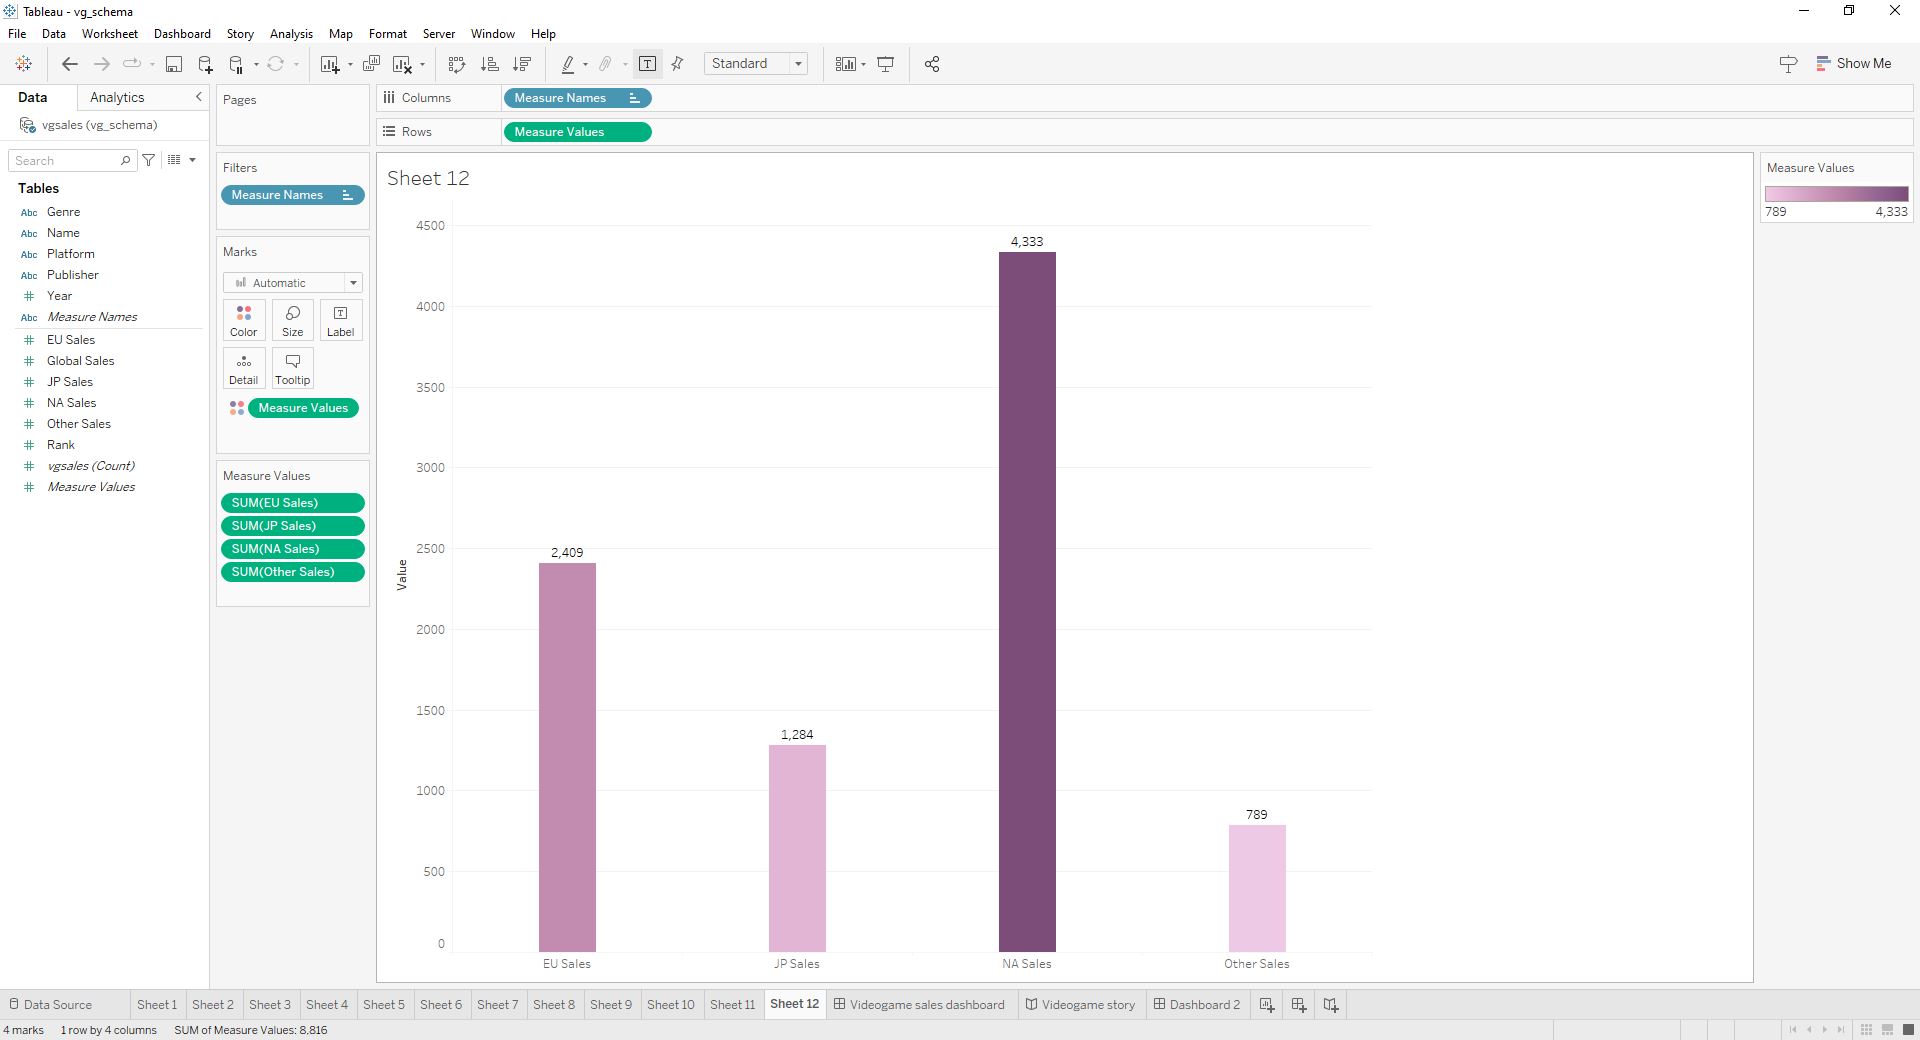 Tableau - vg_schema
File Data Worksheet Dashboard Story Analysis Map Format Server Window Help
Standard
Show Me
Data Analytics
vgsales (vg_schema)
Search
Tables
Abc Genre
Abc Name
Abc Platform
Abc Publisher
# Year
Abc Measure Names
# EU Sales
# Global Sales
# JP Sales
# NA Sales
# Other Sales
# Rank
# vgsales (Count)
# Measure Values
Pages
Filters
Measure Names
Marks
Automatic
Color Size Label
Detail Tooltip
Measure Values
Measure Values
SUM(EU Sales)
SUM(JP Sales)
SUM(NA Sales)
SUM(Other Sales)
Columns Measure Names
Rows Measure Values
Sheet 12
4500
4000
3500
3000
2500
2000
1500
1000
500
0
Value
2,409
1,284
4,333
789
EU Sales JP Sales NA Sales Other Sales
Measure Values
789 4,333
Data Source Sheet 1 Sheet 2 Sheet 3 Sheet 4 Sheet 5 Sheet 6 Sheet 7 Sheet 8 Sheet 9 Sheet 10 Sheet 11 Sheet 12 Videogame sales dashboard Videogame story Dashboard 2
4 marks 1 row by 4 columns SUM of Measure Values: 8,816